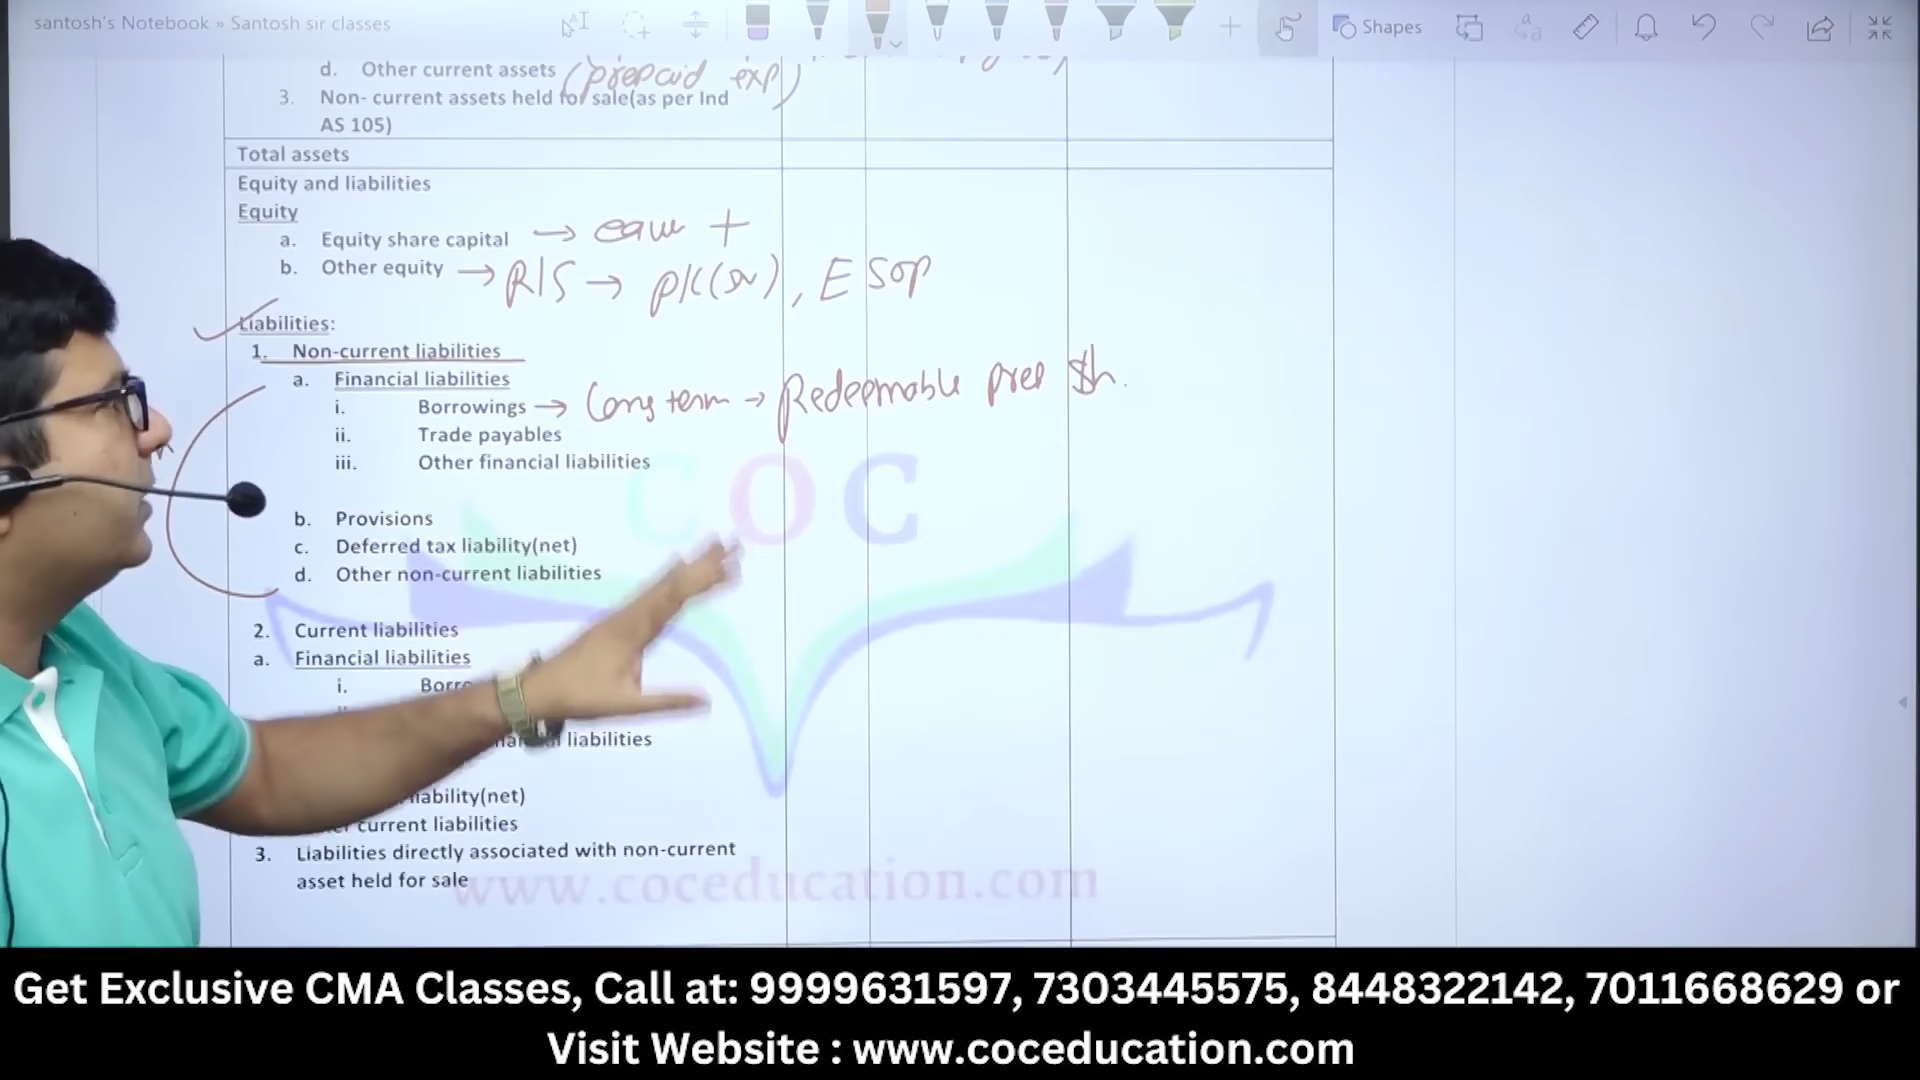 santosh's Notebook » Santosh sir classes
Shapes
d. Other current assets (prepaid exp)
3. Non- current assets held for sale(as per Ind
AS 105)
Total assets
Equity and liabilities
Equity
a. Equity share capital →
+
b. Other equity → R/S → , ESOP
Liabilities:
1. Non-current liabilities
a. Financial liabilities
i. Borrowings → Long term → Redeemable pref Sh.
ii. Trade payables
iii. Other financial liabilities
COC
b. Provisions
c. Deferred tax liability(net)
d. Other non-current liabilities
2. Current liabilities
a. Financial liabilities
i. Borro
liabilities
liability(net)
current liabilities
3. Liabilities directly associated with non-current
asset held for sale
www.coceducation.com
Get Exclusive CMA Classes, Call at: 9999631597, 7303445575, 8448322142, 7011668629 or
Visit Website : www.coceducation.com